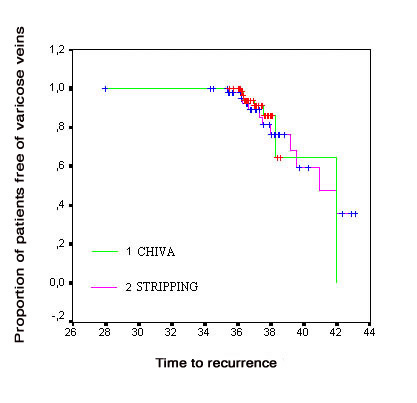 Proportion of patients free of varicose veins
1,2
1,0
,8
,6
,4
,2
0,0
-,2
1 CHIVA
2 STRIPPING
26 28 30 32 34 36 38 40 42 44
Time to recurrence